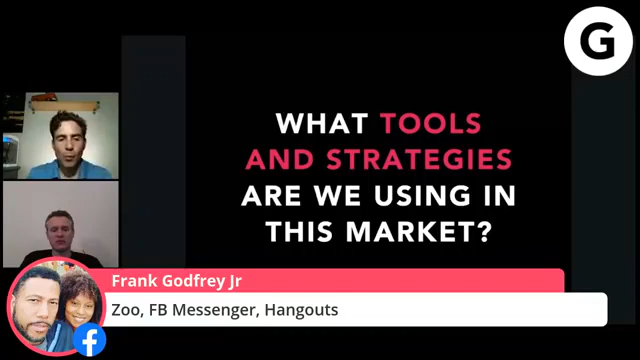 G
WHAT TOOLS
AND STRATEGIES
ARE WE USING IN
THIS MARKET?
Frank Godfrey Jr
Zoo, FB Messenger, Hangouts